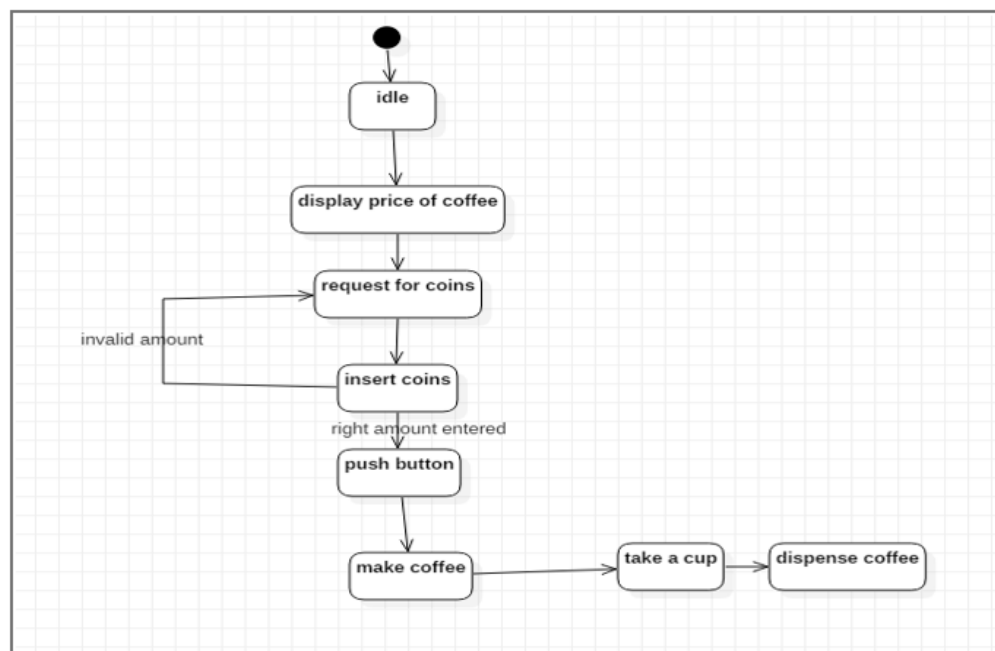 idle
display price of coffee
request for coins
invalid amount
insert coins
right amount entered
push button
make coffee
take a cup
dispense coffee